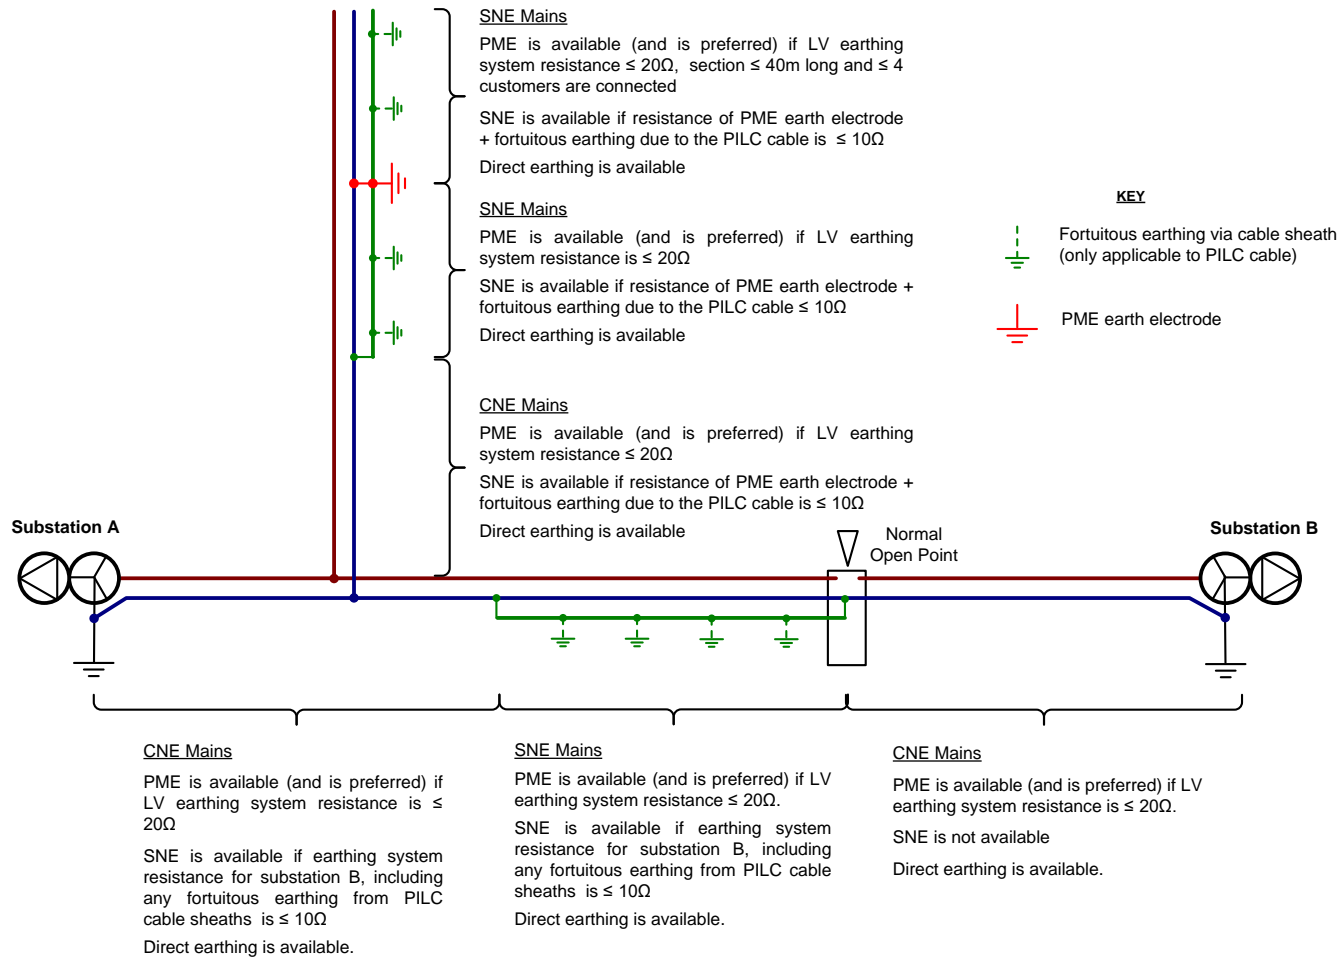 SNE Mains
PME is available (and is preferred) if LV earthing
system resistance ≤ 20Ω, section ≤ 40m long and ≤ 4
customers are connected
SNE is available if resistance of PME earth electrode
+ fortuitous earthing due to the PILC cable is ≤ 10Ω
Direct earthing is available
SNE Mains
PME is available (and is preferred) if LV earthing
system resistance is ≤ 20Ω
SNE is available if resistance of PME earth electrode +
fortuitous earthing due to the PILC cable ≤ 10Ω
Direct earthing is available
KEY
Fortuitous earthing via cable sheath
(only applicable to PILC cable)
PME earth electrode
CNE Mains
PME is available (and is preferred) if LV earthing
system resistance ≤ 20Ω
SNE is available if resistance of PME earth electrode +
fortuitous earthing due to the PILC cable is ≤ 10Ω
Direct earthing is available
Substation A
Normal
Open Point
Substation B
CNE Mains
PME is available (and is preferred) if
LV earthing system resistance is ≤
20Ω
SNE is available if earthing system
resistance for substation B, including
any fortuitous earthing from PILC
cable sheaths is ≤ 10Ω
Direct earthing is available.
SNE Mains
PME is available (and is preferred) if LV
earthing system resistance ≤ 20Ω.
SNE is available if earthing system
resistance for substation B, including
any fortuitous earthing from PILC cable
sheaths is ≤ 10Ω
Direct earthing is available.
CNE Mains
PME is available (and is preferred) if LV
earthing system resistance is ≤ 20Ω.
SNE is not available
Direct earthing is available.